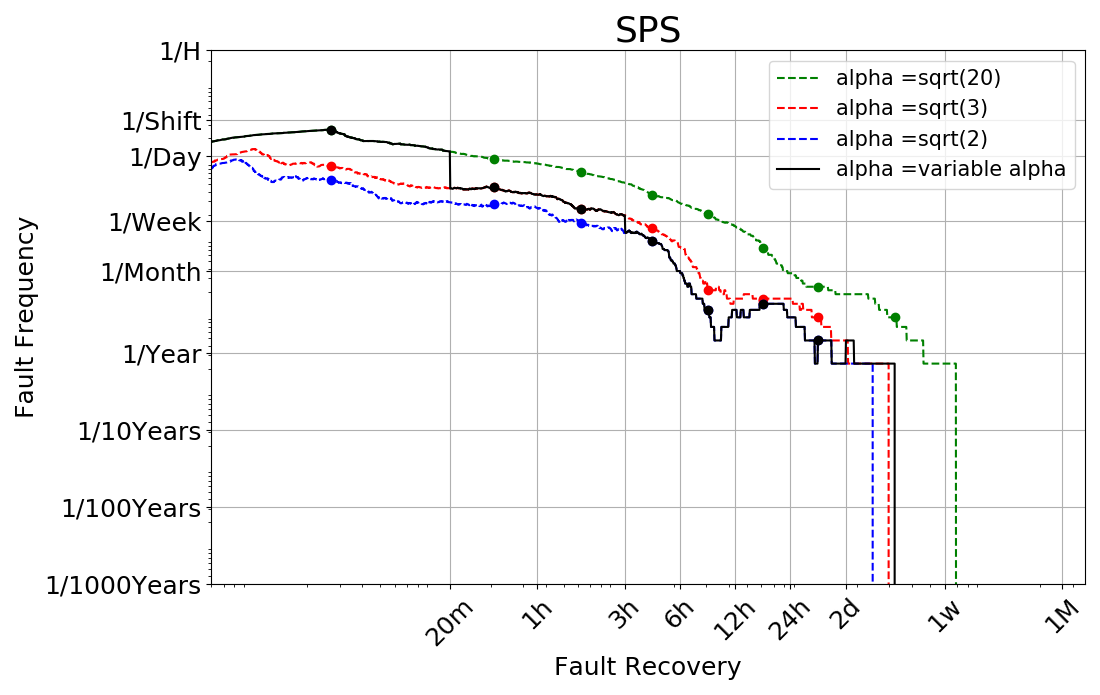 SPS
1/H
1/Shift
1/Day
1/Week
1/Month
1/Year
1/10Years
1/100Years
1/1000Years
Fault Frequency
alpha =sqrt(20)
alpha =sqrt(3)
alpha =sqrt(2)
alpha =variable alpha
20m
1h
3h
6h
12h
24h
2d
1w
1M
Fault Recovery